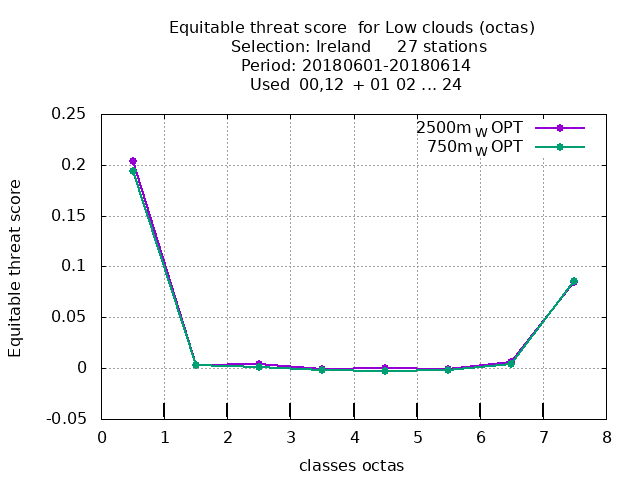 Equitable threat score  for Low clouds (octas)
Selection: Ireland     27 stations
Period: 20180601-20180614
Used  00,12  + 01 02 ... 24
0.25
0.2
0.15
0.1
0.05
0
-0.05
Equitable threat score
2500m W OPT
750m W OPT
0 1 2 3 4 5 6 7 8
classes octas